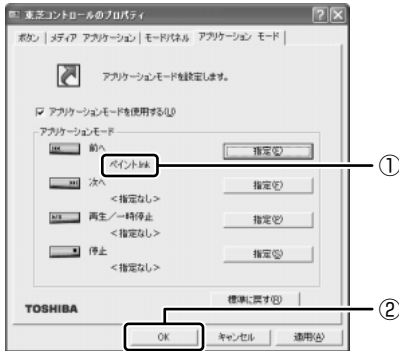 東芝コントロールのプロパティ
ボタン メディア アプリケーション モードパネル アプリケーション モード
アプリケーションモードを設定します。
アプリケーションモードを使用する(U)
アプリケーションモード
前へ 指定(E)
ペイント.lnk ①
次へ 指定(F)
<指定なし>
再生/一時停止 指定(P)
<指定なし>
停止 指定(S)
<指定なし>
標準に戻す(R)
TOSHIBA ②
OK キャンセル 適用(A)